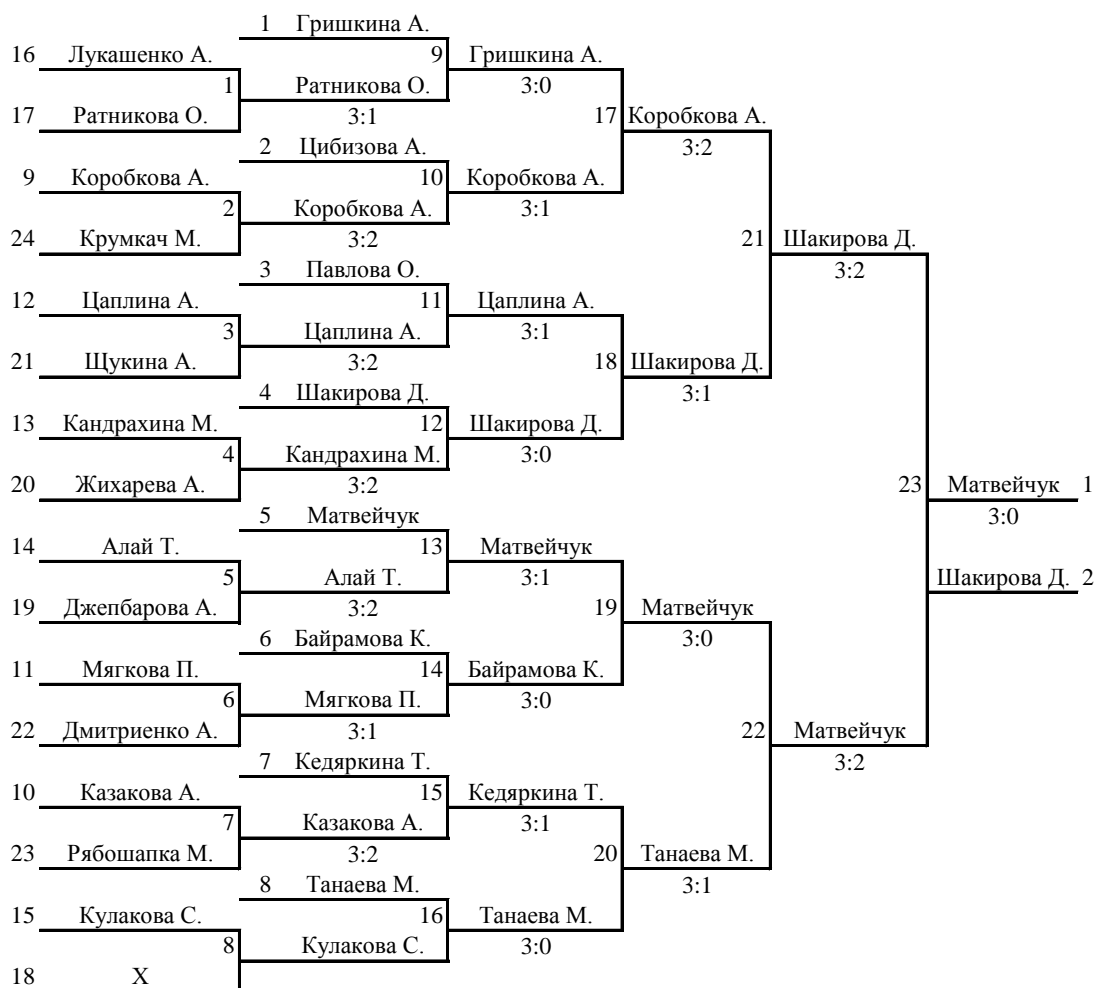 1 Гришкина А.
16 Лукашенко А. 9 Гришкина А.
1 Ратникова О. 3:0
17 Ратникова О. 3:1 17 Коробкова А.
2 Цибизова А. 3:2
9 Коробкова А. 10 Коробкова А.
2 Коробкова А. 3:1
24 Крумкач М. 3:2 21 Шакирова Д.
3 Павлова О. 3:2
12 Цаплина А. 11 Цаплина А.
3 Цаплина А. 3:1
21 Щукина А. 3:2 18 Шакирова Д.
4 Шакирова Д. 3:1
13 Кандрахина М. 12 Шакирова Д.
4 Кандрахина М. 3:0
20 Жихарева А. 3:2 23 Матвейчук 1
5 Матвейчук 3:0
14 Алай Т. 13 Матвейчук
5 Алай Т. 3:1 Шакирова Д. 2
19 Джепбарова А. 3:2 19 Матвейчук
6 Байрамова К. 3:0
11 Мягкова П. 14 Байрамова К.
6 Мягкова П. 3:0
22 Дмитриенко А. 3:1 22 Матвейчук
7 Кедяркина Т. 3:2
10 Казакова А. 15 Кедяркина Т.
7 Казакова А. 3:1
23 Рябошапка М. 3:2 20 Танаева М.
8 Танаева М. 3:1
15 Кулакова С. 16 Танаева М.
8 Кулакова С. 3:0
18 Х